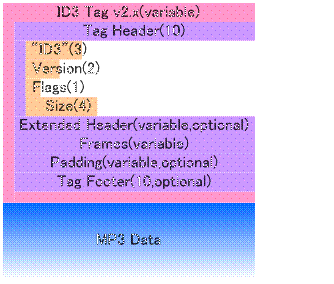 ID3 Tag v2.x(variable)
Tag Header(10)
"ID3"(3)
Version(2)
Flags(1)
Size(4)
Extended Header(variable,optional)
Frames(variable)
Padding(variable,optional)
Tag Footer(10,optional)
MP3 Data